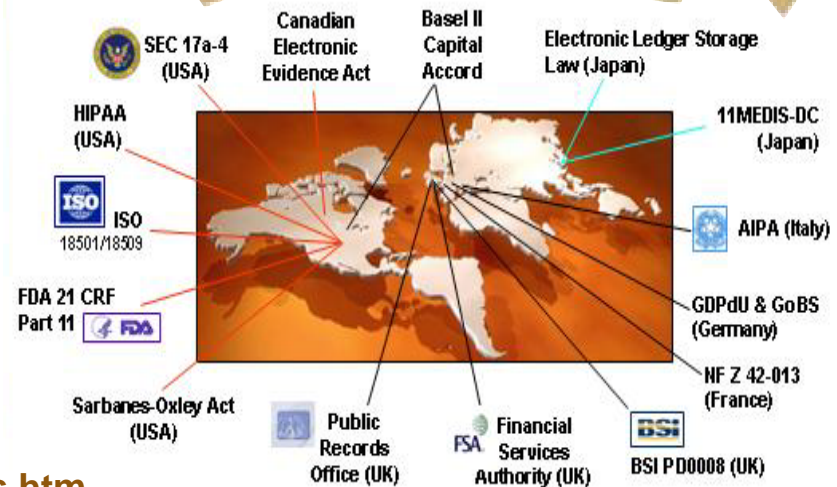 SEC 17a-4
(USA)
Canadian
Electronic
Evidence Act
Basel II
Capital
Accord
Electronic Ledger Storage
Law (Japan)
HIPAA
(USA)
11MEDIS-DC
(Japan)
ISO
ISO
18501/18509
AIPA (Italy)
FDA 21 CRF
Part 11
FDA
GDPdU & GoBS
(Germany)
NF Z 42-013
(France)
Sarbanes-Oxley Act
(USA)
Public
Records
Office (UK)
FSA
Financial
Services
Authority (UK)
BSI
BSI PD0008 (UK)
s.htm